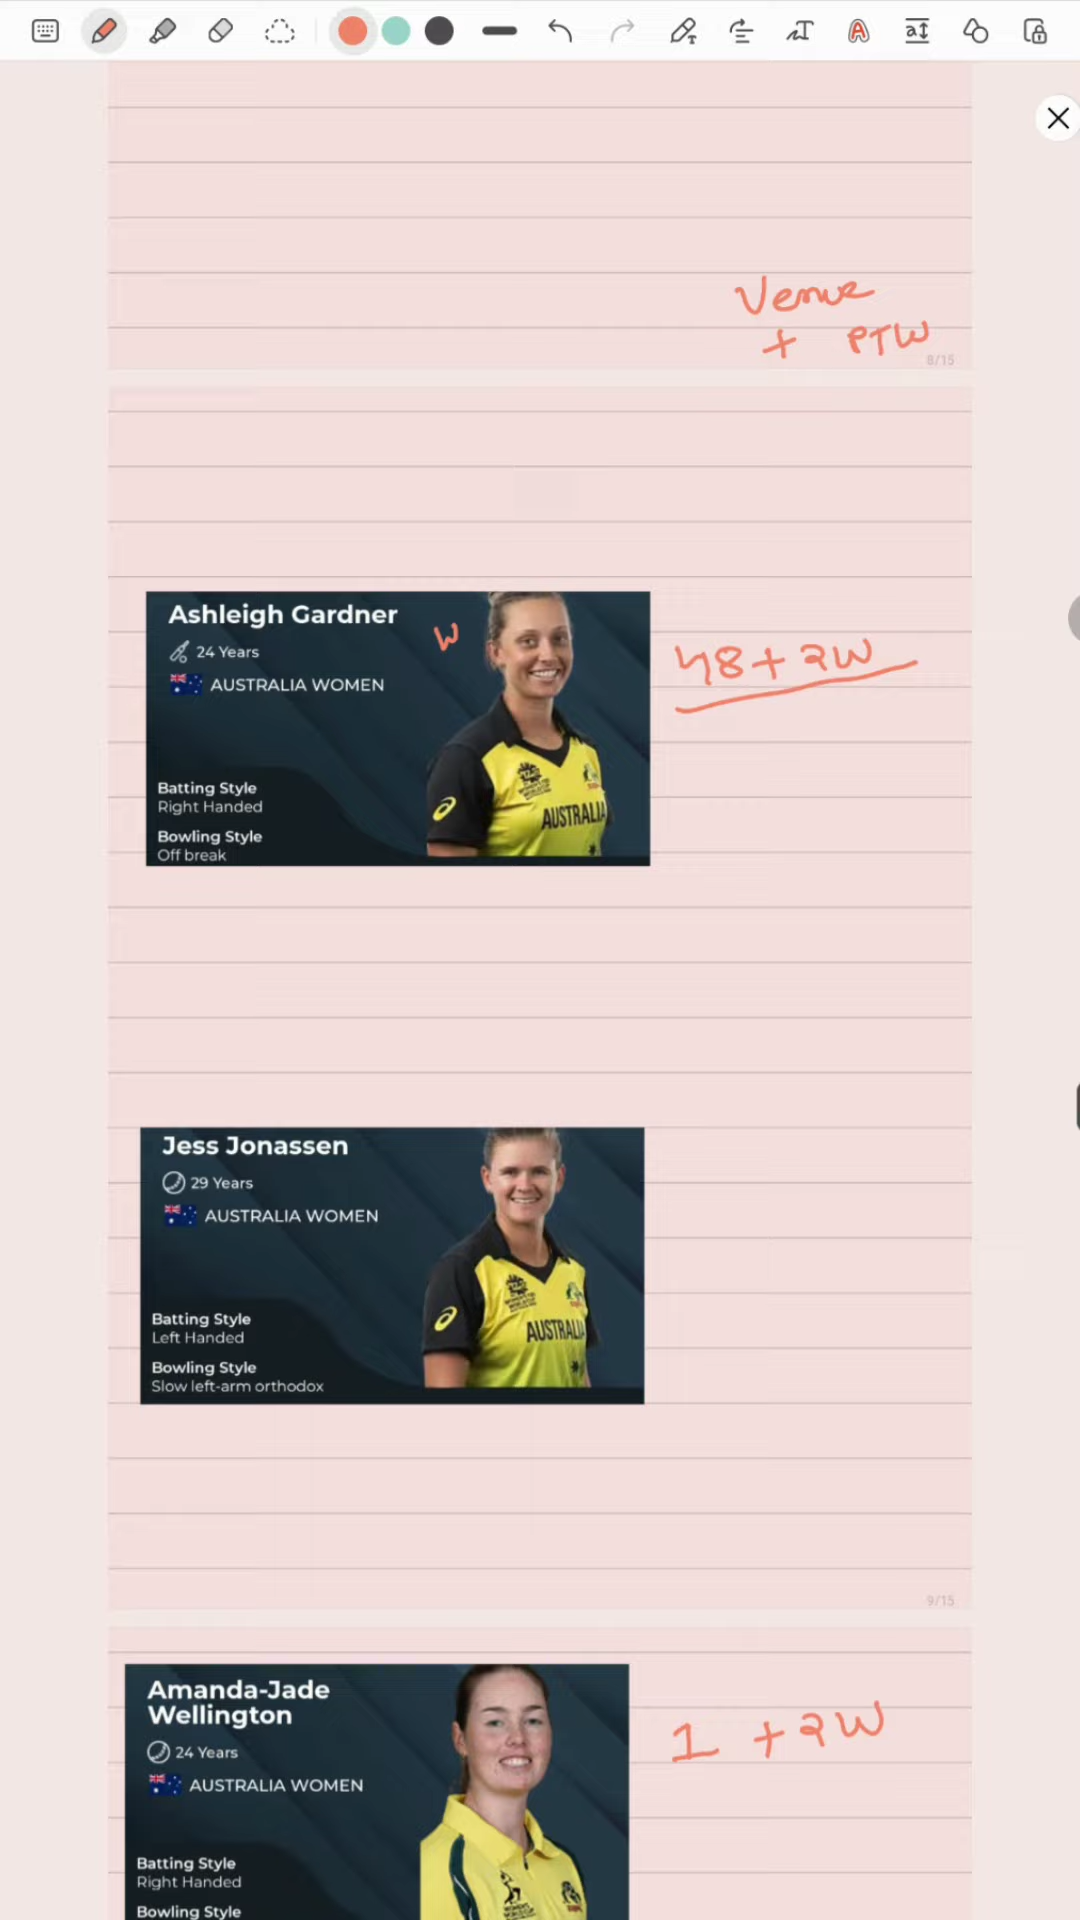 Venue
+ PTW
8/15
Ashleigh Gardner
W
24 Years
AUSTRALIA WOMEN
48+2W
AUSTRALIA
Batting Style
Right Handed
Bowling Style
Off break
Jess Jonassen
29 Years
AUSTRALIA WOMEN
AUSTRALIA
Batting Style
Left Handed
Bowling Style
Slow left-arm orthodox
9/15
Amanda-Jade
Wellington
24 Years
AUSTRALIA WOMEN
1 + 2W
Batting Style
Right Handed
Bowling Style